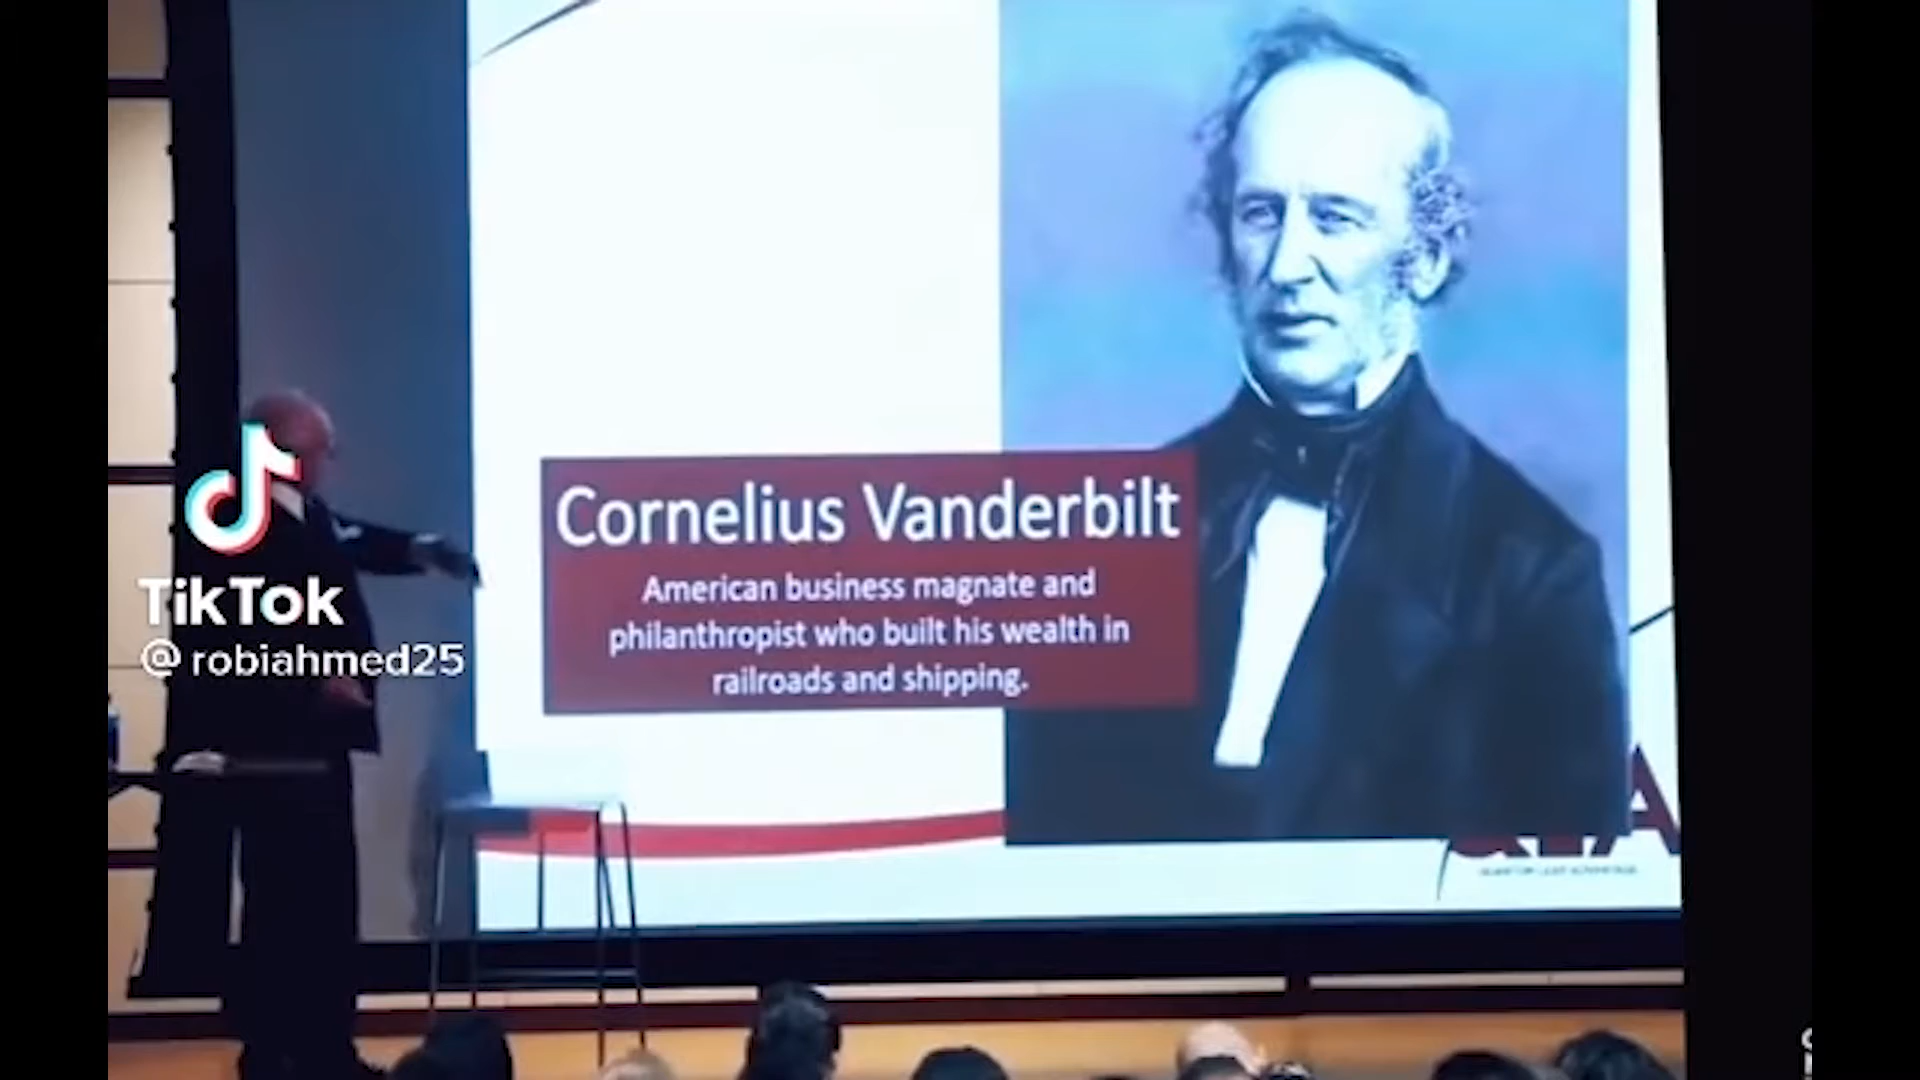 Cornelius Vanderbilt
American business magnate and
philanthropist who built his wealth in
railroads and shipping.
TikTok
@robiahmed25